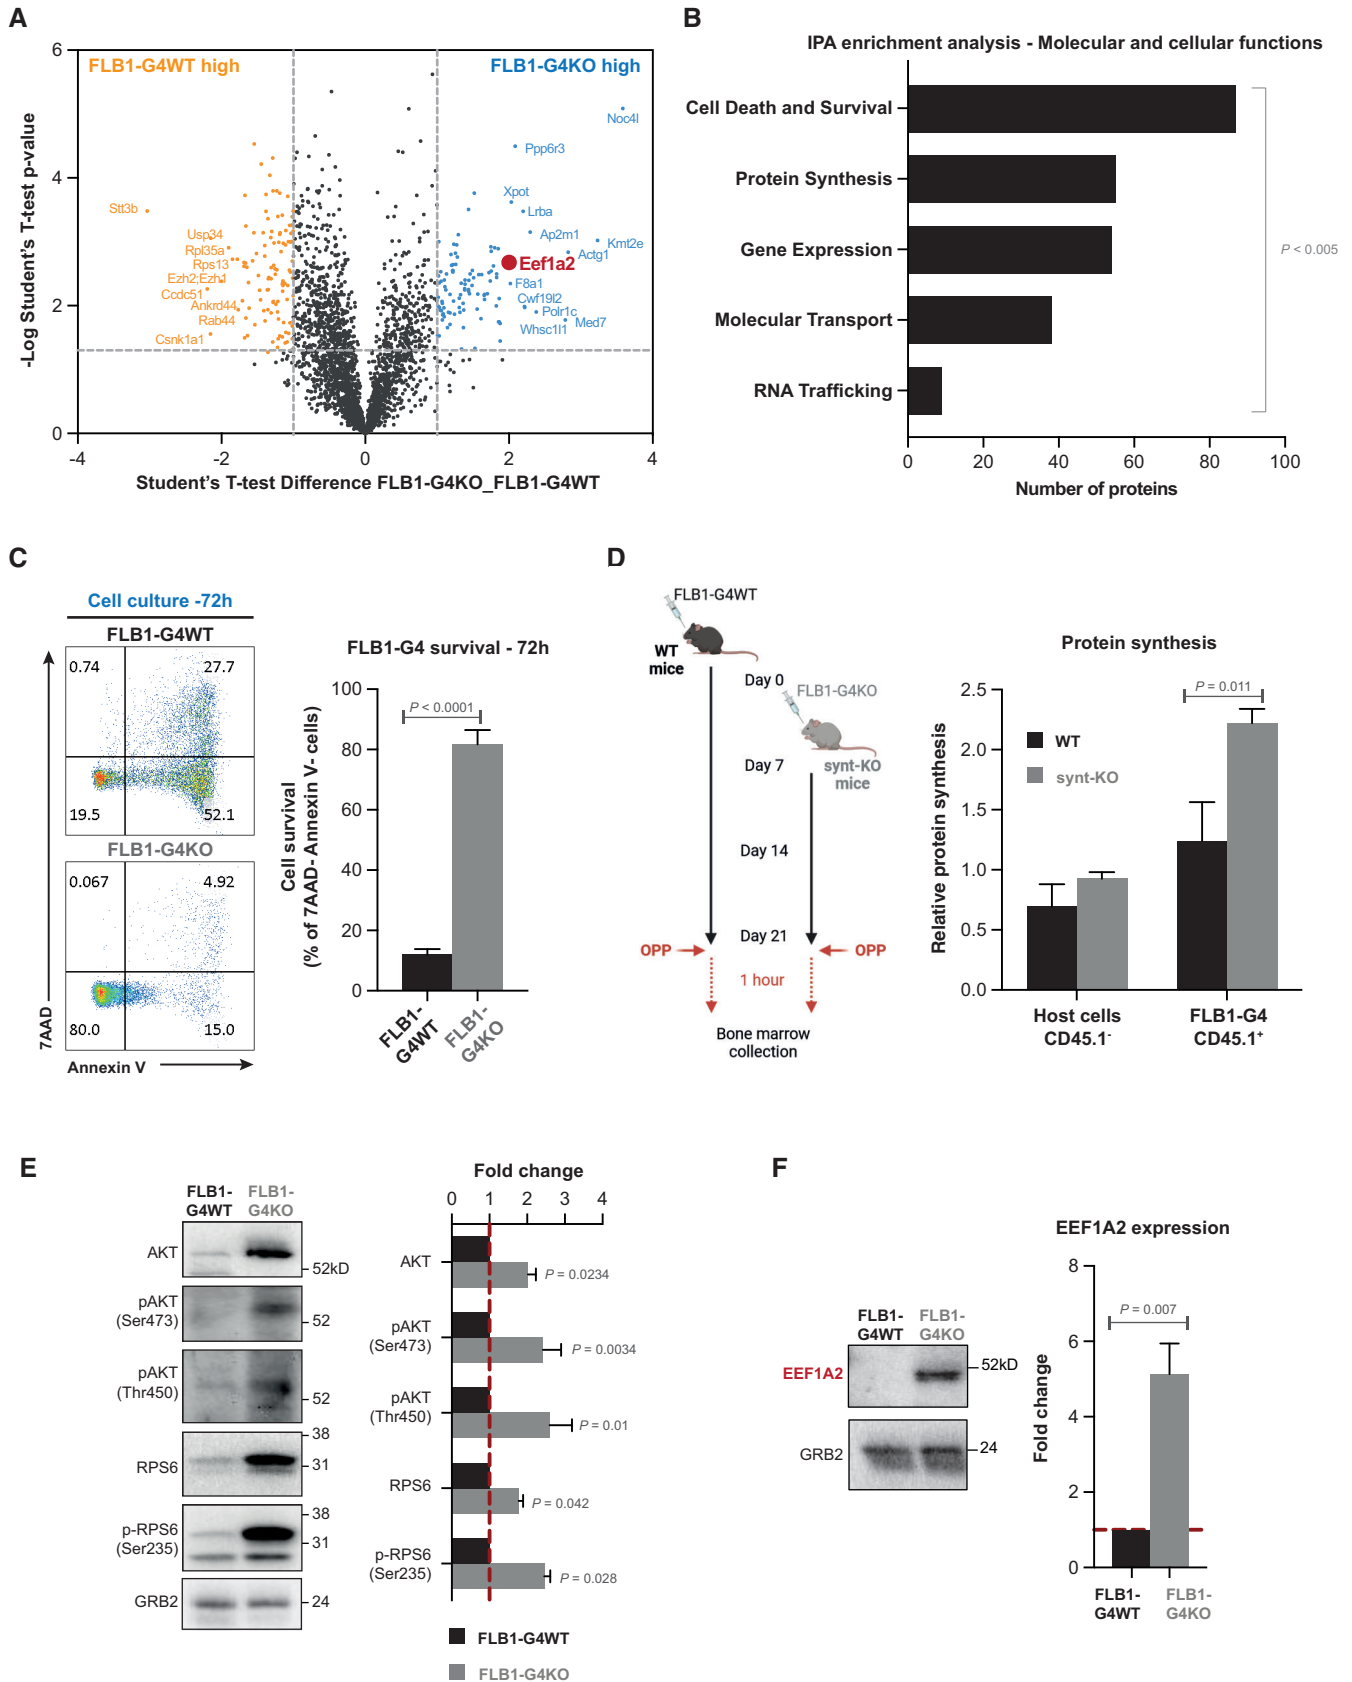 A
FLB1-G4WT high
FLB1-G4KO high
-Log Student's T-test p-value
6
4
2
0
-4
-2
0
2
4
Student's T-test Difference FLB1-G4KO_FLB1-G4WT
Noc4l
Ppp6r3
Xpot
Lrba
Ap2m1
Kmt2e
Actg1
Eef1a2
F8a1
Cwf19l2
Polr1c
Med7
Whsc1l1
Stt3b
Usp34
Rpl35a
Rps13
Ezh2;Ezh1
Ccdc51
Ankrd44
Rab44
Csnk1a1
B
IPA enrichment analysis - Molecular and cellular functions
Cell Death and Survival
Protein Synthesis
Gene Expression
Molecular Transport
RNA Trafficking
P < 0.005
0
20
40
60
80
100
Number of proteins
C
Cell culture -72h
FLB1-G4WT
0.74
27.7
19.5
52.1
FLB1-G4KO
0.067
4.92
80.0
15.0
7AAD
Annexin V
FLB1-G4 survival - 72h
P < 0.0001
Cell survival
(% of 7AAD- Annexin V- cells)
100
80
60
40
20
0
FLB1-
G4WT
FLB1-
G4KO
D
FLB1-G4WT
WT
mice
Day 0
FLB1-G4KO
synt-KO
mice
Day 7
Day 14
Day 21
OPP
OPP
1 hour
Bone marrow
collection
Protein synthesis
P = 0.011
WT
synt-KO
Relative protein synthesis
2.5
2.0
1.5
1.0
0.5
0.0
Host cells
CD45.1-
FLB1-G4
CD45.1+
E
FLB1-
G4WT
FLB1-
G4KO
AKT
52kD
pAKT
(Ser473)
52
pAKT
(Thr450)
52
38
RPS6
31
38
p-RPS6
(Ser235)
31
GRB2
24
Fold change
0
1
2
3
4
AKT
P = 0.0234
pAKT
(Ser473)
P = 0.0034
pAKT
(Thr450)
P = 0.01
RPS6
P = 0.042
p-RPS6
(Ser235)
P = 0.028
FLB1-G4WT
FLB1-G4KO
F
FLB1-
G4WT
FLB1-
G4KO
EEF1A2
52kD
GRB2
24
EEF1A2 expression
P = 0.007
Fold change
8
6
4
2
0
FLB1-
G4WT
FLB1-
G4KO